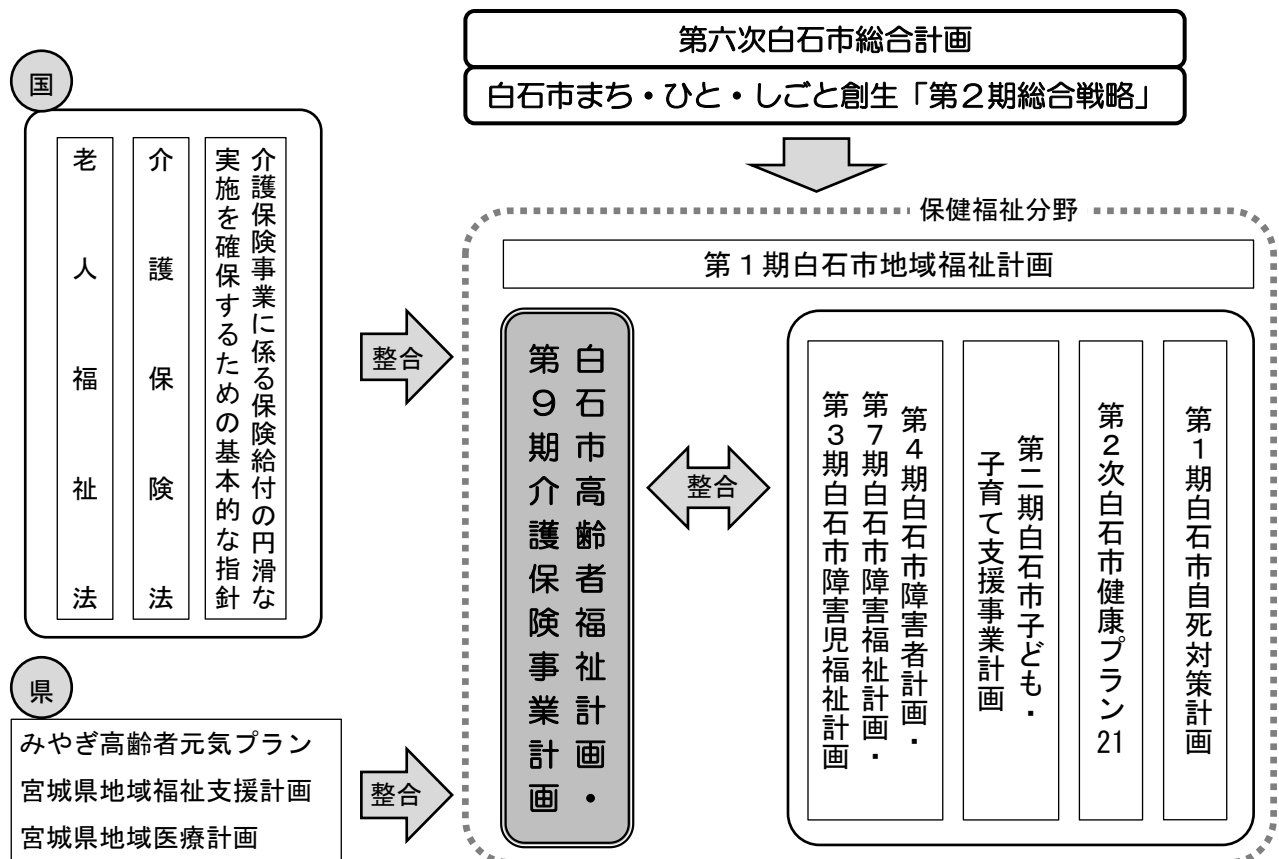 第六次白石市総合計画
白石市まち・ひと・しごと創生「第２期総合戦略」
国
介護保険事業に係る保険給付の円滑な
実施を確保するための基本的な指針
介護保険法
老人福祉法
整合
県
みやぎ高齢者元気プラン
宮城県地域福祉支援計画
宮城県地域医療計画
整合
保健福祉分野
第１期白石市地域福祉計画
白石市高齢者福祉計画・
第９期介護保険事業計画
整合
第１期白石市自死対策計画
第２次白石市健康プラン21
第二期白石市子ども・
子育て支援事業計画
第４期白石市障害者計画・
第７期白石市障害福祉計画・
第３期白石市障害児福祉計画